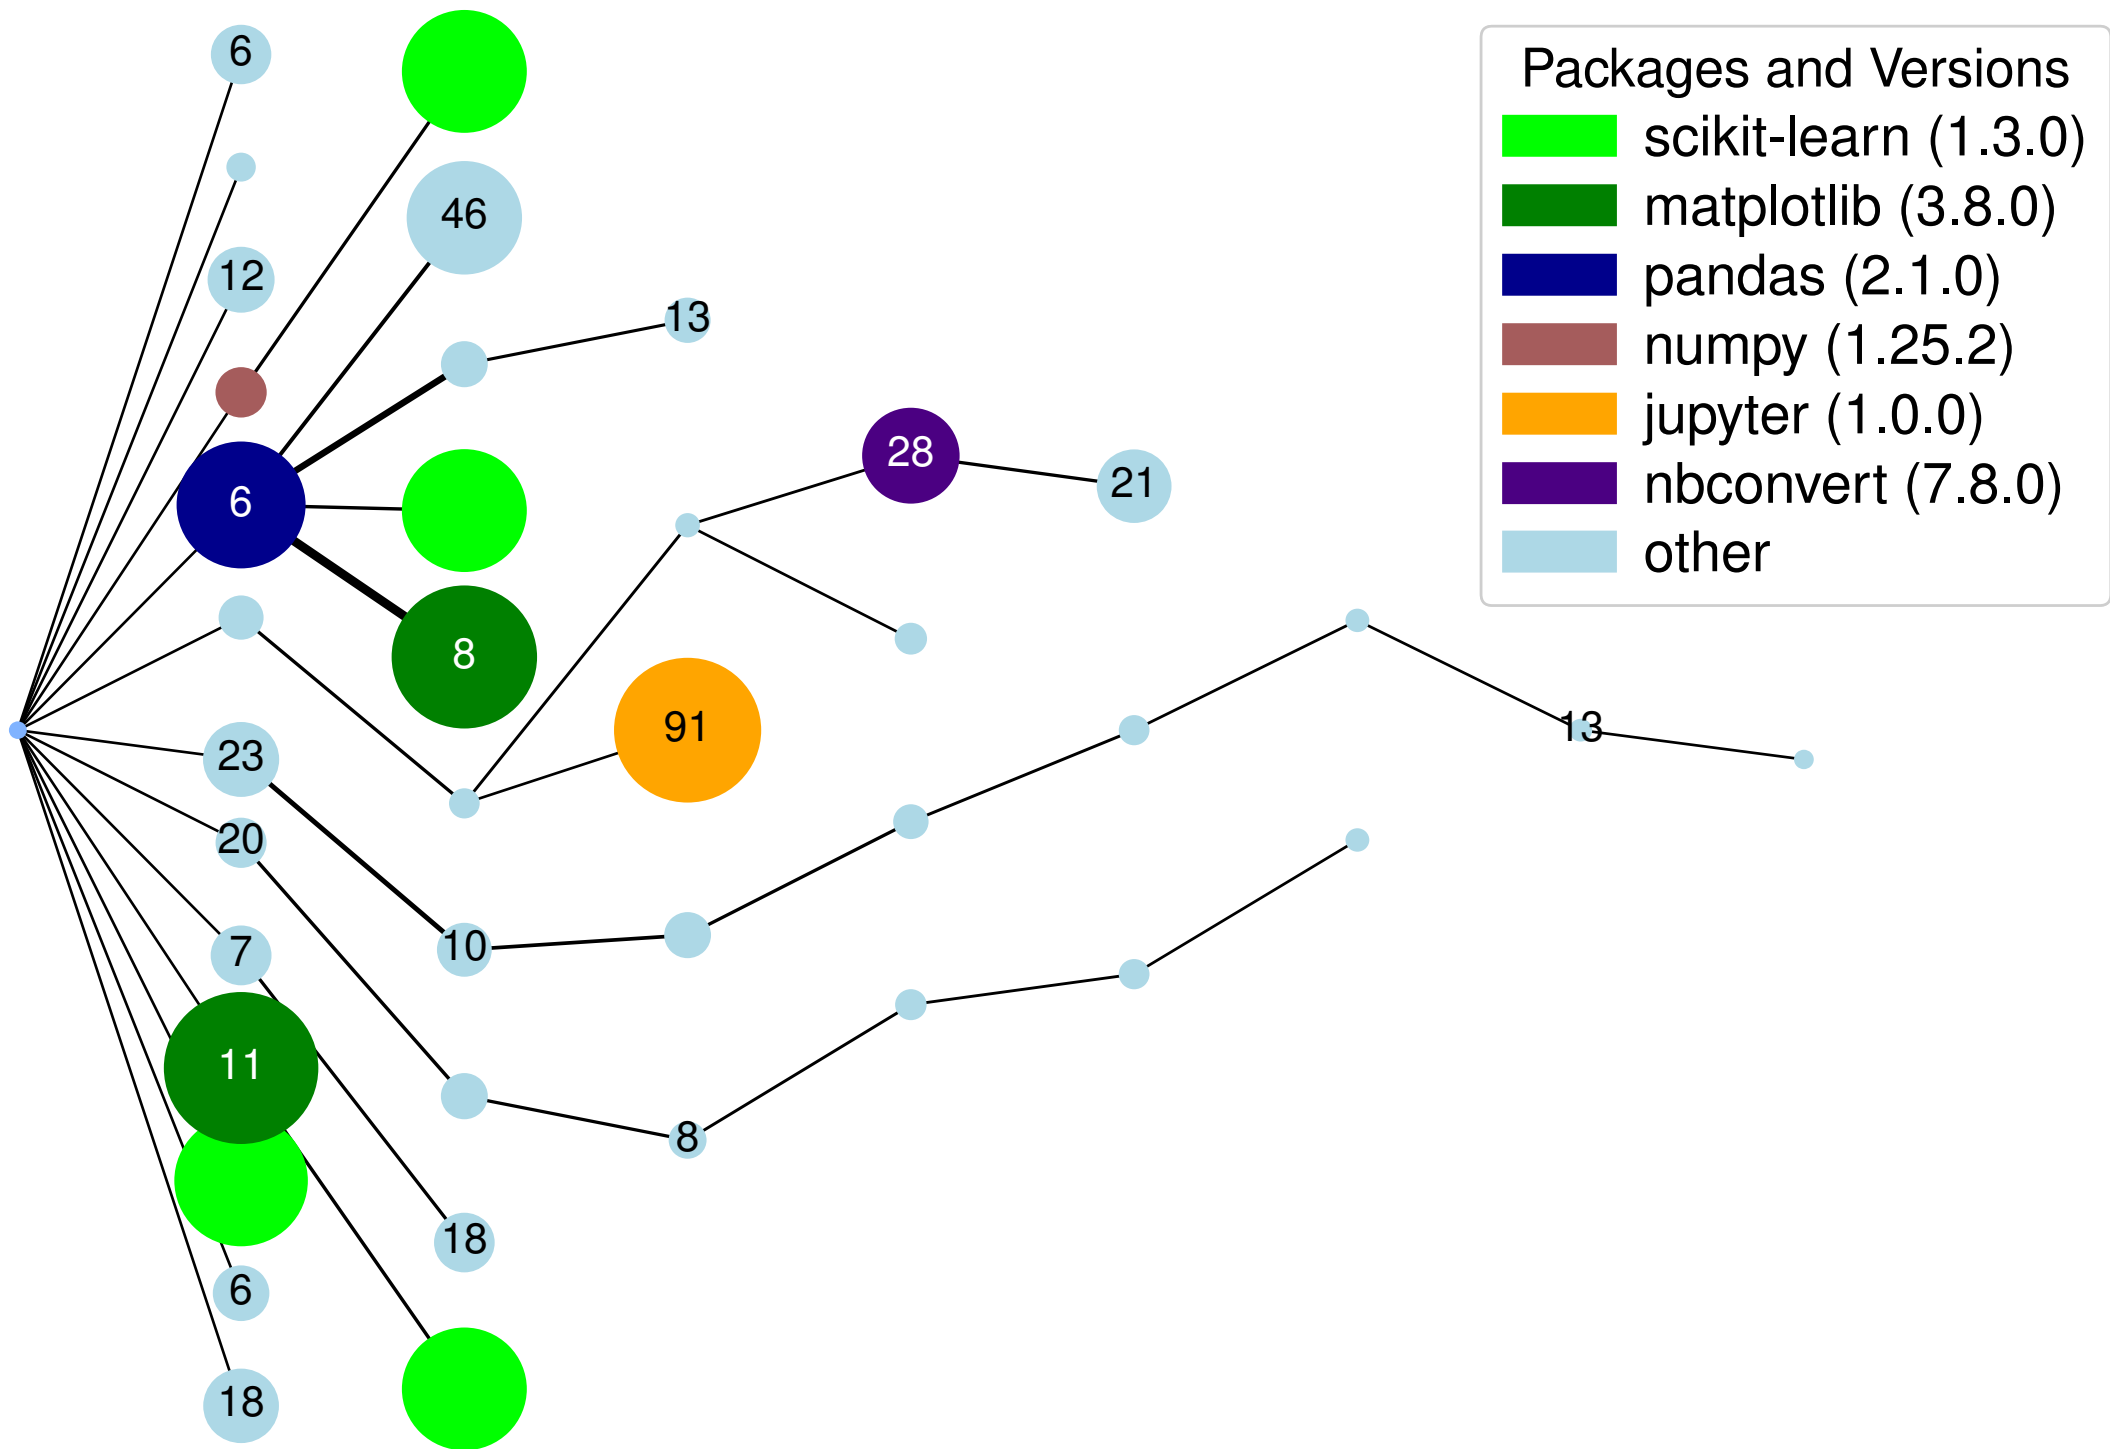 Packages and Versions
scikit-learn (1.3.0)
matplotlib (3.8.0)
pandas (2.1.0)
numpy (1.25.2)
jupyter (1.0.0)
nbconvert (7.8.0)
other
6
46
12
13
28
21
6
8
91
13
23
20
10
7
11
8
18
6
18